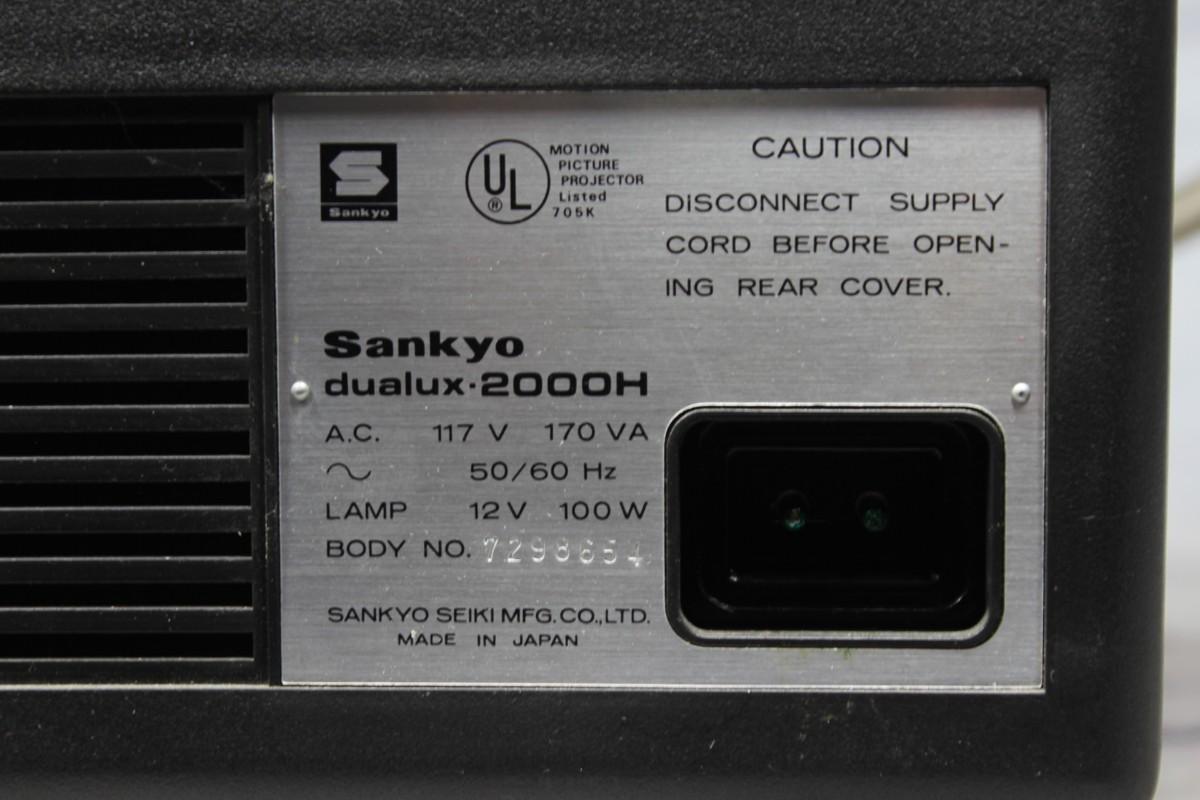 Sankyo
UL
®
MOTION
PICTURE
PROJECTOR
Listed
705K
CAUTION
DISCONNECT SUPPLY
CORD BEFORE OPEN-
ING REAR COVER.
Sankyo
dualux·2000H
A.C. 117 V 170 VA
50/60 Hz
LAMP 12 V 100 W
BODY NO. 7298654
SANKYO SEIKI MFG. CO., LTD.
MADE IN JAPAN